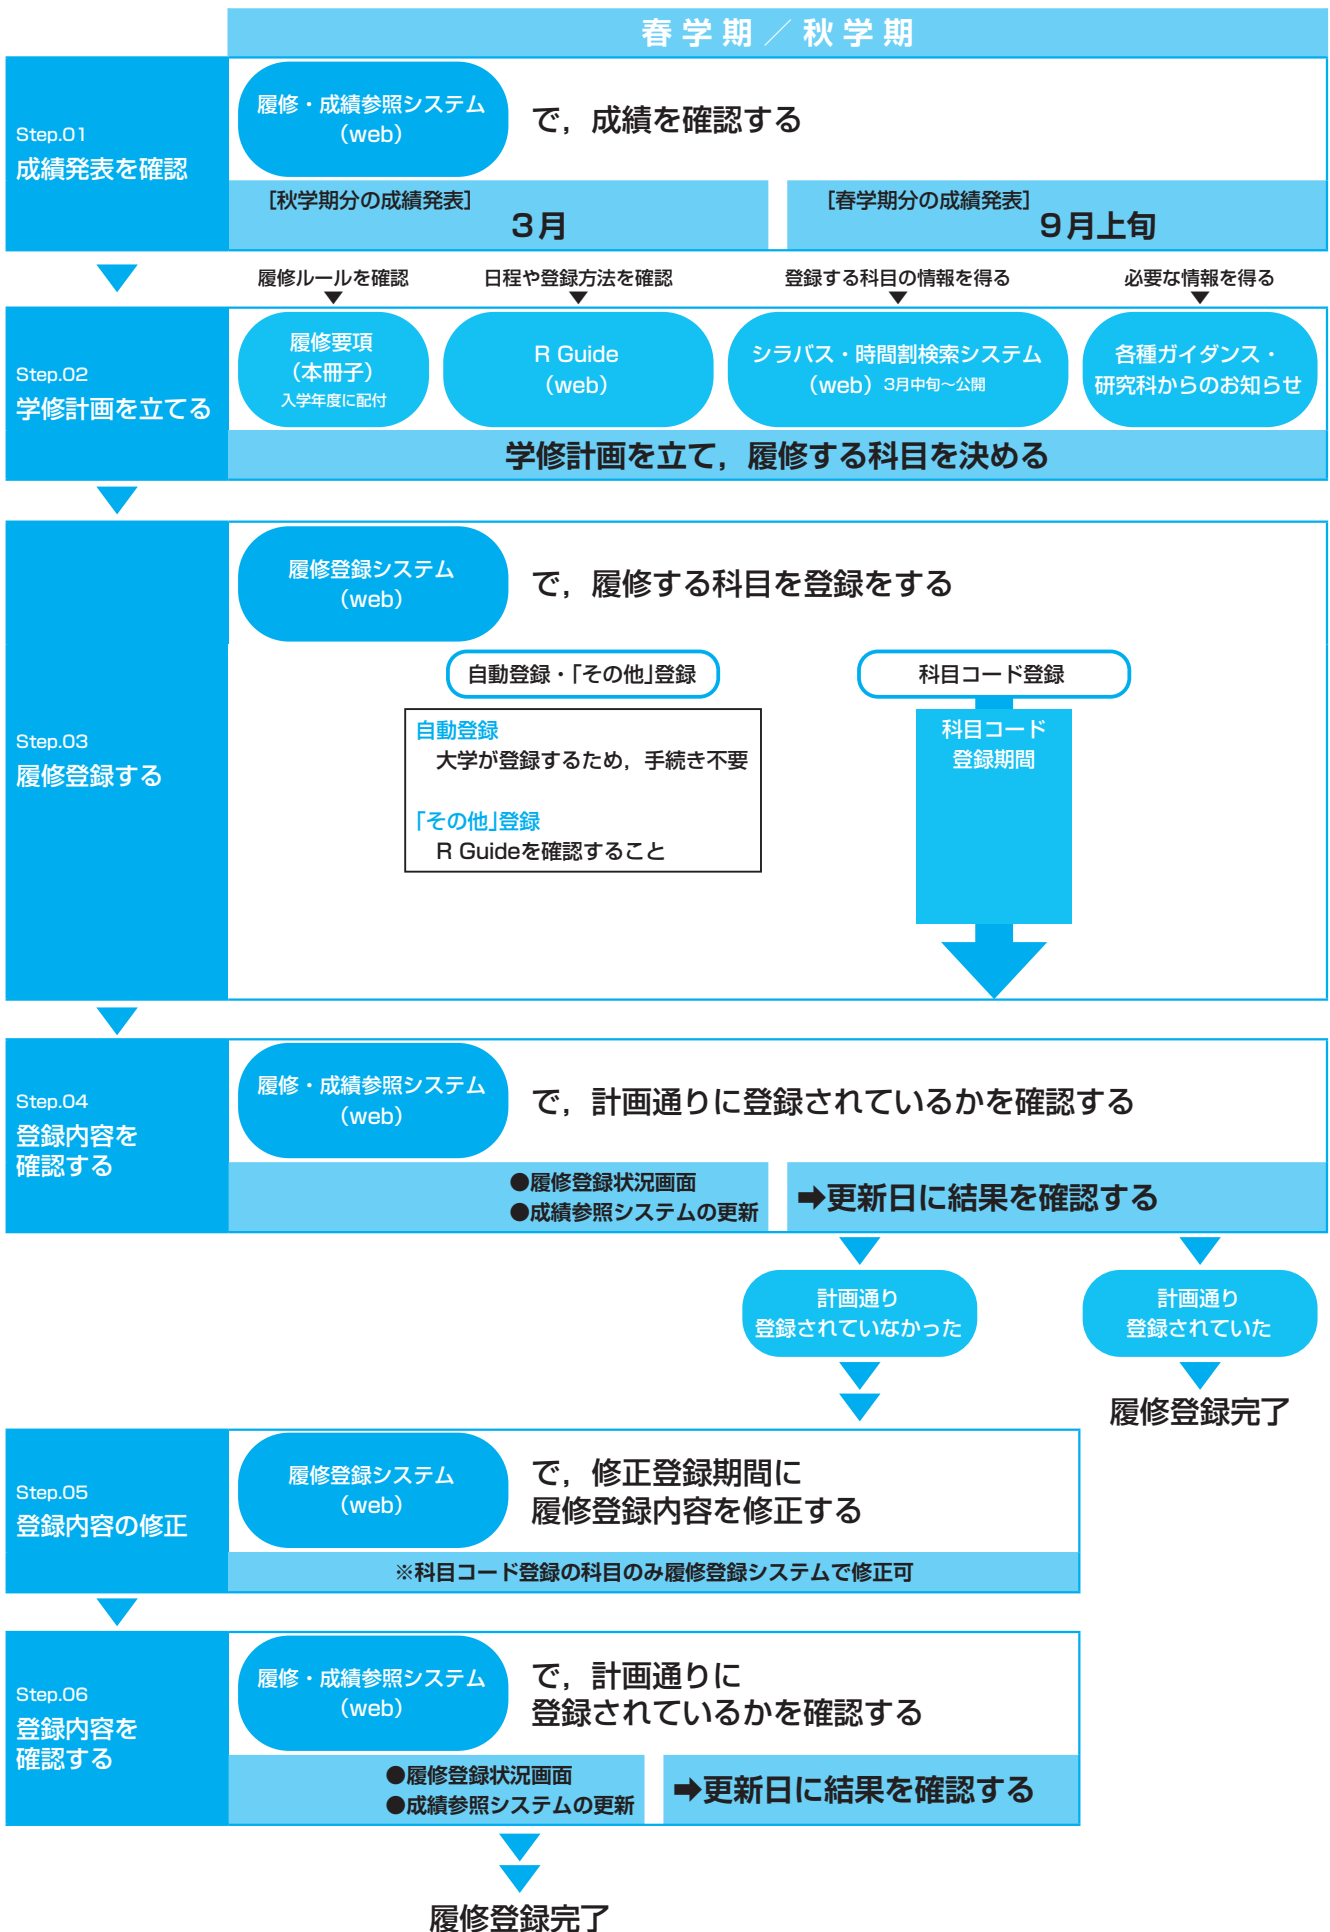 春学期／秋学期
Step.01
成績発表を確認
履修・成績参照システム
（web）
で，成績を確認する
［秋学期分の成績発表］
3月
［春学期分の成績発表］
9月上旬
履修ルールを確認
日程や登録方法を確認
登録する科目の情報を得る
必要な情報を得る
Step.02
学修計画を立てる
履修要項
（本冊子）
入学年度に配付
R Guide
（web）
シラバス・時間割検索システム
（web）3月中旬～公開
各種ガイダンス・
研究科からのお知らせ
学修計画を立て，履修する科目を決める
Step.03
履修登録する
履修登録システム
（web）
で，履修する科目を登録をする
自動登録・｢その他｣登録
自動登録
大学が登録するため，手続き不要
｢その他｣登録
R Guideを確認すること
科目コード登録
科目コード
登録期間
Step.04
登録内容を
確認する
履修・成績参照システム
（web）
で，計画通りに登録されているかを確認する
●履修登録状況画面
●成績参照システムの更新
➡更新日に結果を確認する
計画通り
登録されていなかった
計画通り
登録されていた
履修登録完了
Step.05
登録内容の修正
履修登録システム
（web）
で，修正登録期間に
履修登録内容を修正する
※科目コード登録の科目のみ履修登録システムで修正可
Step.06
登録内容を
確認する
履修・成績参照システム
（web）
で，計画通りに
登録されているかを確認する
●履修登録状況画面
●成績参照システムの更新
➡更新日に結果を確認する
履修登録完了